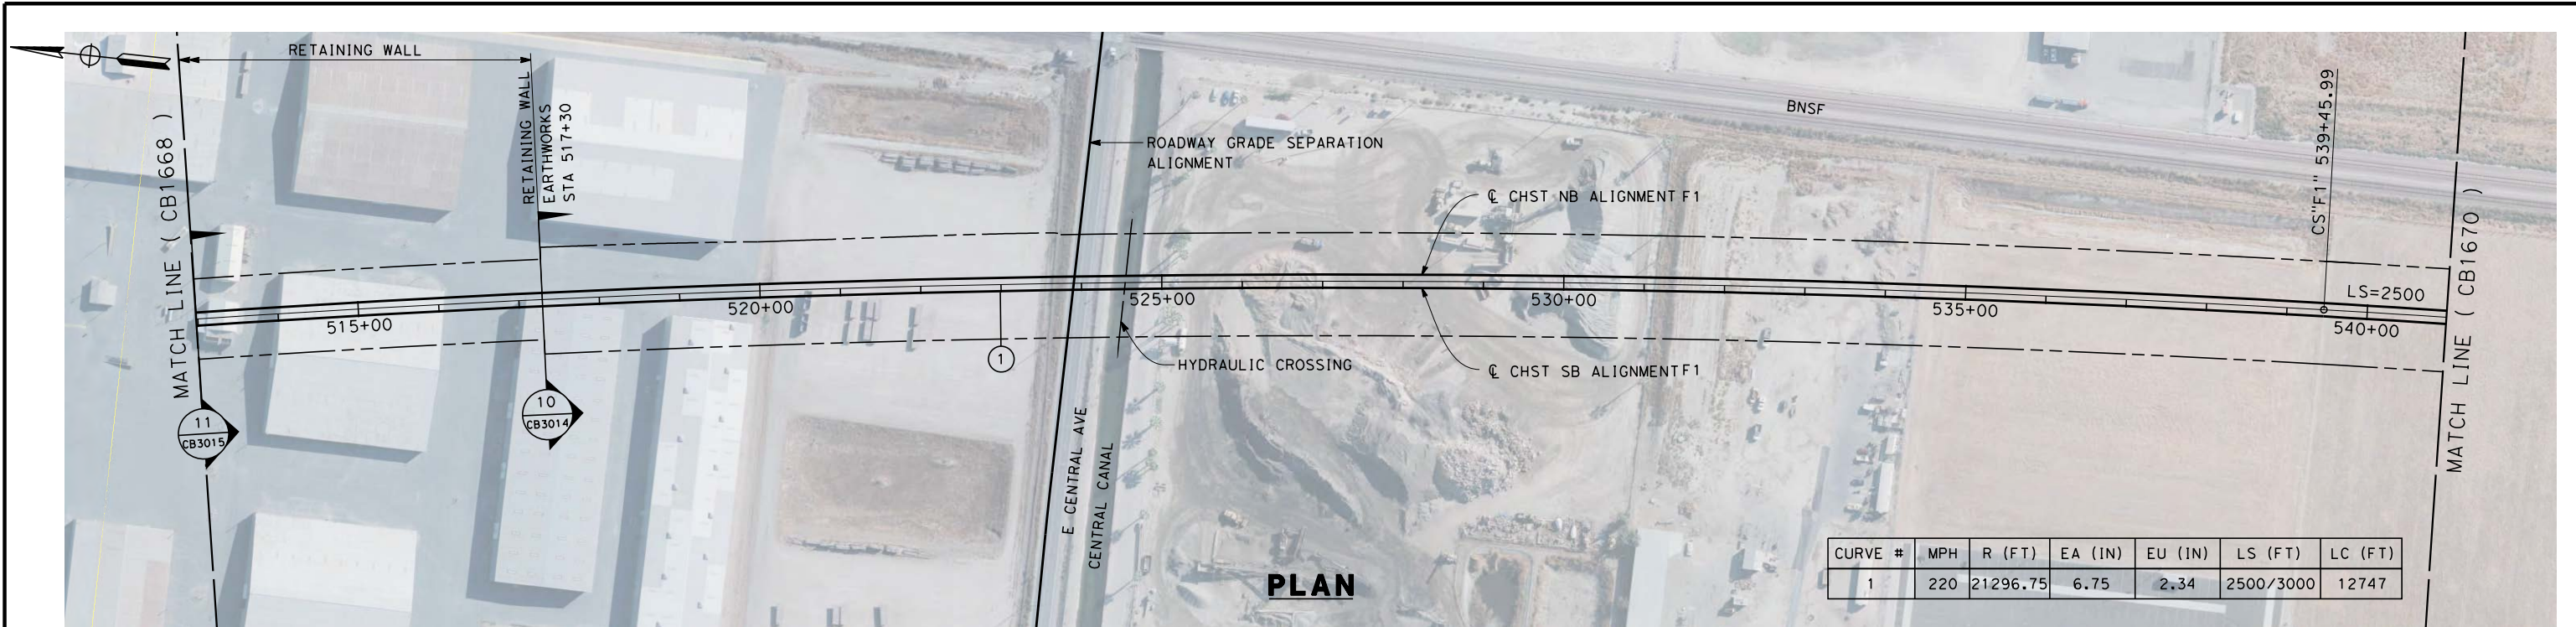 RETAINING WALL
MATCH LINE ( CB1668 )
RETAINING WALL
EARTHWORKS
STA 517+30
ROADWAY GRADE SEPARATION
ALIGNMENT
BNSF
CS"F1" 539+45.99
MATCH LINE ( CB1670 )
℄ CHST NB ALIGNMENT F1
LS=2500
515+00
520+00
525+00
530+00
535+00
540+00
1
HYDRAULIC CROSSING
℄ CHST SB ALIGNMENT F1
11
CB3015
10
CB3014
E CENTRAL AVE
CENTRAL CANAL
PLAN
CURVE # MPH R (FT) EA (IN) EU (IN) LS (FT) LC (FT)
1 220 21296.75 6.75 2.34 2500/3000 12747